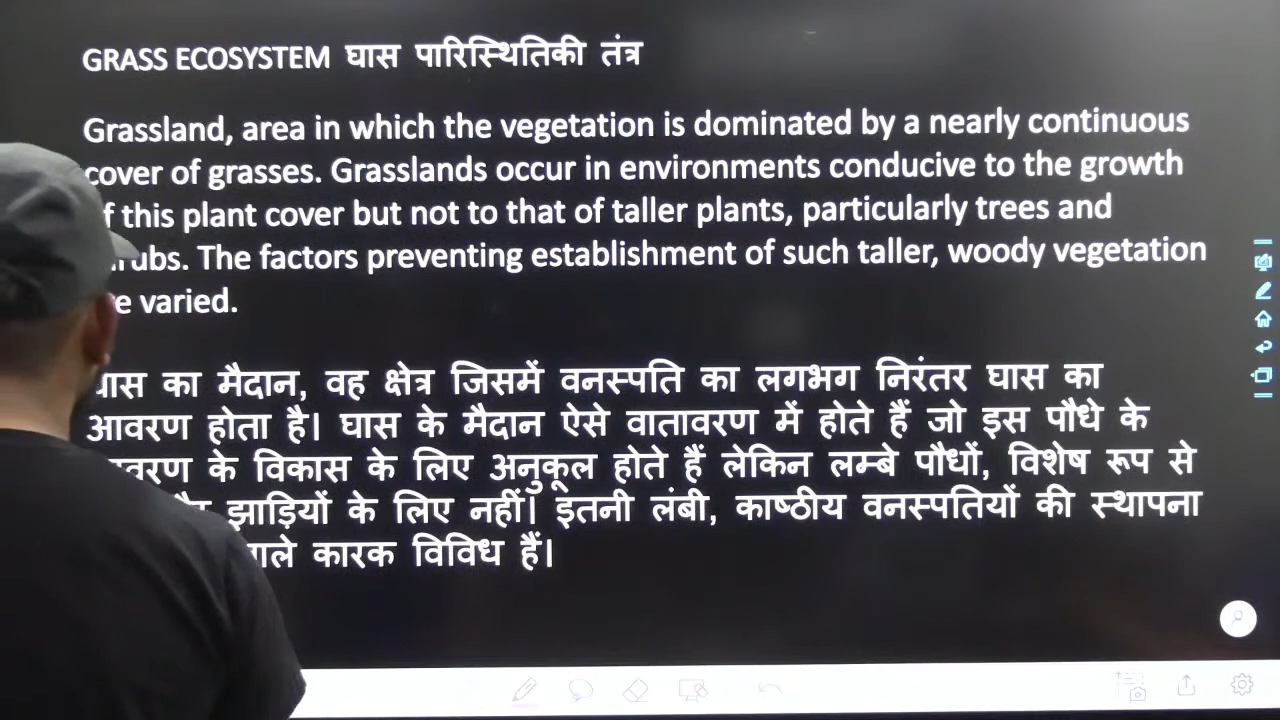 GRASS ECOSYSTEM घास पारिस्थितिकी तंत्र
Grassland, area in which the vegetation is dominated by a nearly continuous
cover of grasses. Grasslands occur in environments conducive to the growth
this plant cover but not to that of taller plants, particularly trees and
The factors preventing establishment of such taller, woody vegetation
varied.
का मैदान, वह क्षेत्र जिसमें वनस्पति का लगभग निरंतर घास का
आवरण होता है। घास के मैदान ऐसे वातावरण में होते हैं जो इस पौधे के
के विकास के लिए अनुकूल होते हैं लेकिन लम्बे पौधों, विशेष रूप से
झाड़ियों के लिए नहीं। इतनी लंबी, काष्ठीय वनस्पतियों की स्थापना
कारक विविध हैं।